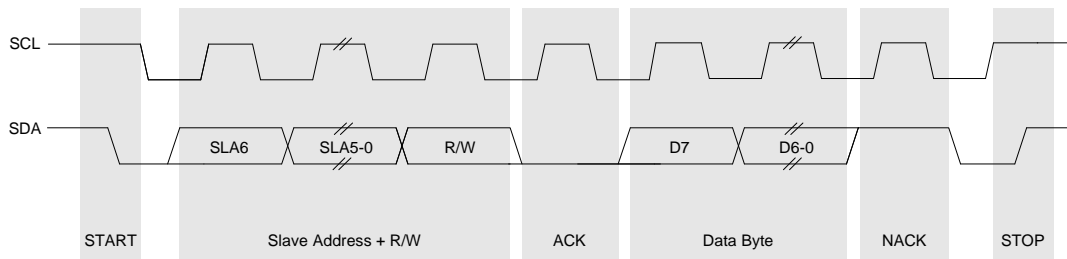 SCL
SDA
SLA6 SLA5-0 R/W D7 D6-0
START Slave Address + R/W ACK Data Byte NACK STOP